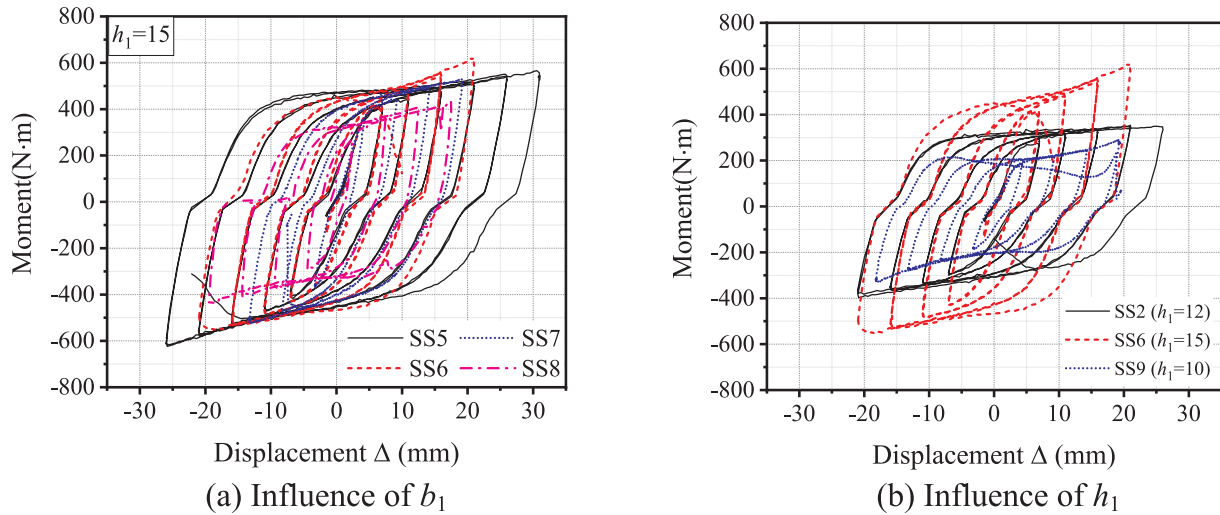 800
600
400
200
0
-200
-400
-600
-800
-30 -20 -10 0 10 20 30
Moment(N·m)
Displacement Δ (mm)
h₁=15
SS5 SS7
SS6 SS8
(a) Influence of b₁
800
600
400
200
0
-200
-400
-600
-800
-30 -20 -10 0 10 20 30
Moment(N·m)
Displacement Δ (mm)
SS2 (h₁=12)
SS6 (h₁=15)
SS9 (h₁=10)
(b) Influence of h₁